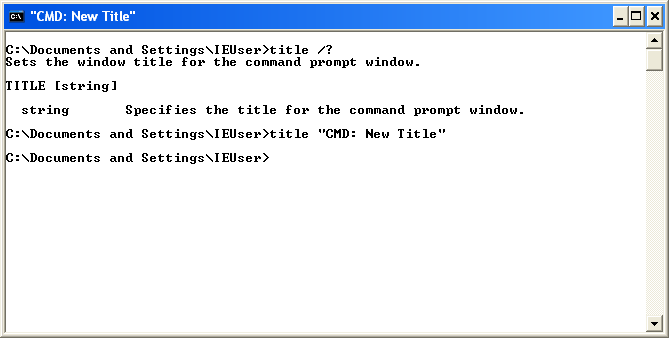 "CMD: New Title"
C:\Documents and Settings\IEUser>title /?
Sets the window title for the command prompt window.
TITLE [string]
string       Specifies the title for the command prompt window.
C:\Documents and Settings\IEUser>title "CMD: New Title"
C:\Documents and Settings\IEUser>